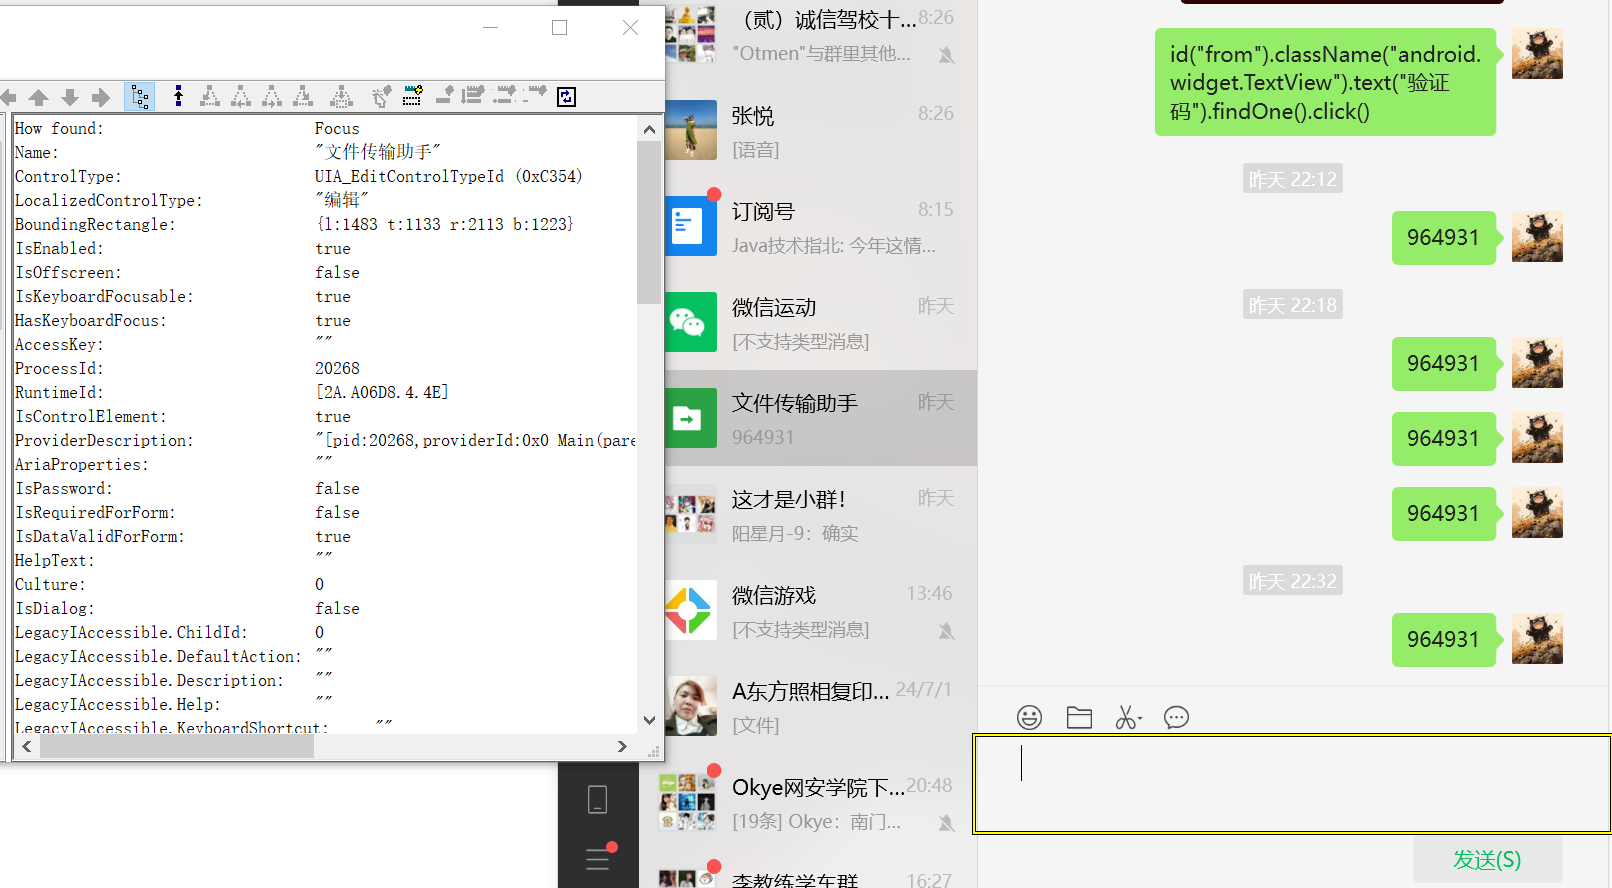 How found: Focus
Name: "文件传输助手"
ControlType: UIA_EditControlTypeId (0xC354)
LocalizedControlType: "编辑"
BoundingRectangle: {l:1483 t:1133 r:2113 b:1223}
IsEnabled: true
IsOffscreen: false
IsKeyboardFocusable: true
HasKeyboardFocus: true
AccessKey: ""
ProcessId: 20268
RuntimeId: [2A.A06D8.4.4E]
IsControlElement: true
ProviderDescription: "[pid:20268,providerId:0x0 Main(pare
AriaProperties: ""
IsPassword: false
IsRequiredForForm: false
IsDataValidForForm: true
HelpText: ""
Culture: 0
IsDialog: false
LegacyIAccessible.ChildId: 0
LegacyIAccessible.DefaultAction: ""
LegacyIAccessible.Description: ""
LegacyIAccessible.Help: ""
LegacyIAccessible.KeyboardShortcut: ""
（贰）诚信驾校十... 8:26
"Otmen"与群里其他...
张悦 8:26
[语音]
订阅号 8:15
Java技术指北: 今年这情...
微信运动 昨天
[不支持类型消息]
文件传输助手 昨天
964931
这才是小群！ 昨天
阳星月-9：确实
微信游戏 13:46
[不支持类型消息]
A东方照相复印... 24/7/1
[文件]
Okye网安学院下... 20:48
[19条] Okye：南门...
李教练学车群 16:27
id("from").className("android.
widget.TextView").text("验证
码").findOne().click()
昨天 22:12
964931
昨天 22:18
964931
964931
964931
昨天 22:32
964931
发送(S)